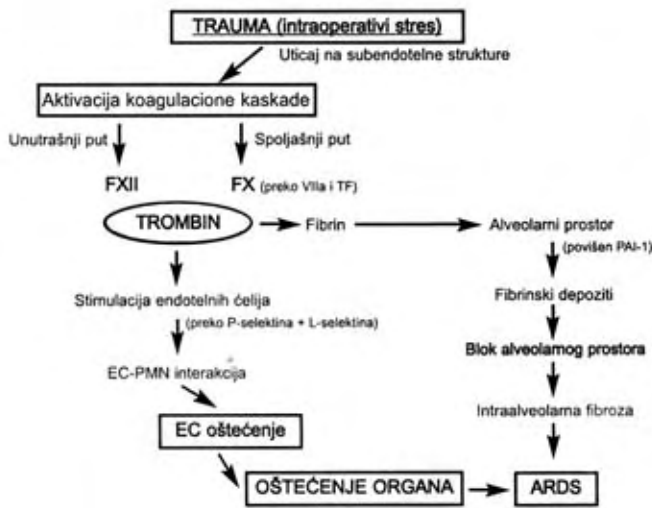 TRAUMA (intraoperativi stres)
Uticaj na subendotelne strukture
Aktivacija koagulacione kaskade
Unutrašnji put
Spoljašnji put
FXII
FX (preko VIIa i TF)
TROMBIN
Fibrin
Alveolarni prostor
(povišen PAI-1)
Stimulacija endotelnih ćelija
(preko P-selektina + L-selektina)
Fibrinski depoziti
Blok alveolarnog prostora
EC-PMN interakcija
Intraalveolarna fibroza
EC oštećenje
OŠTEĆENJE ORGANA
ARDS